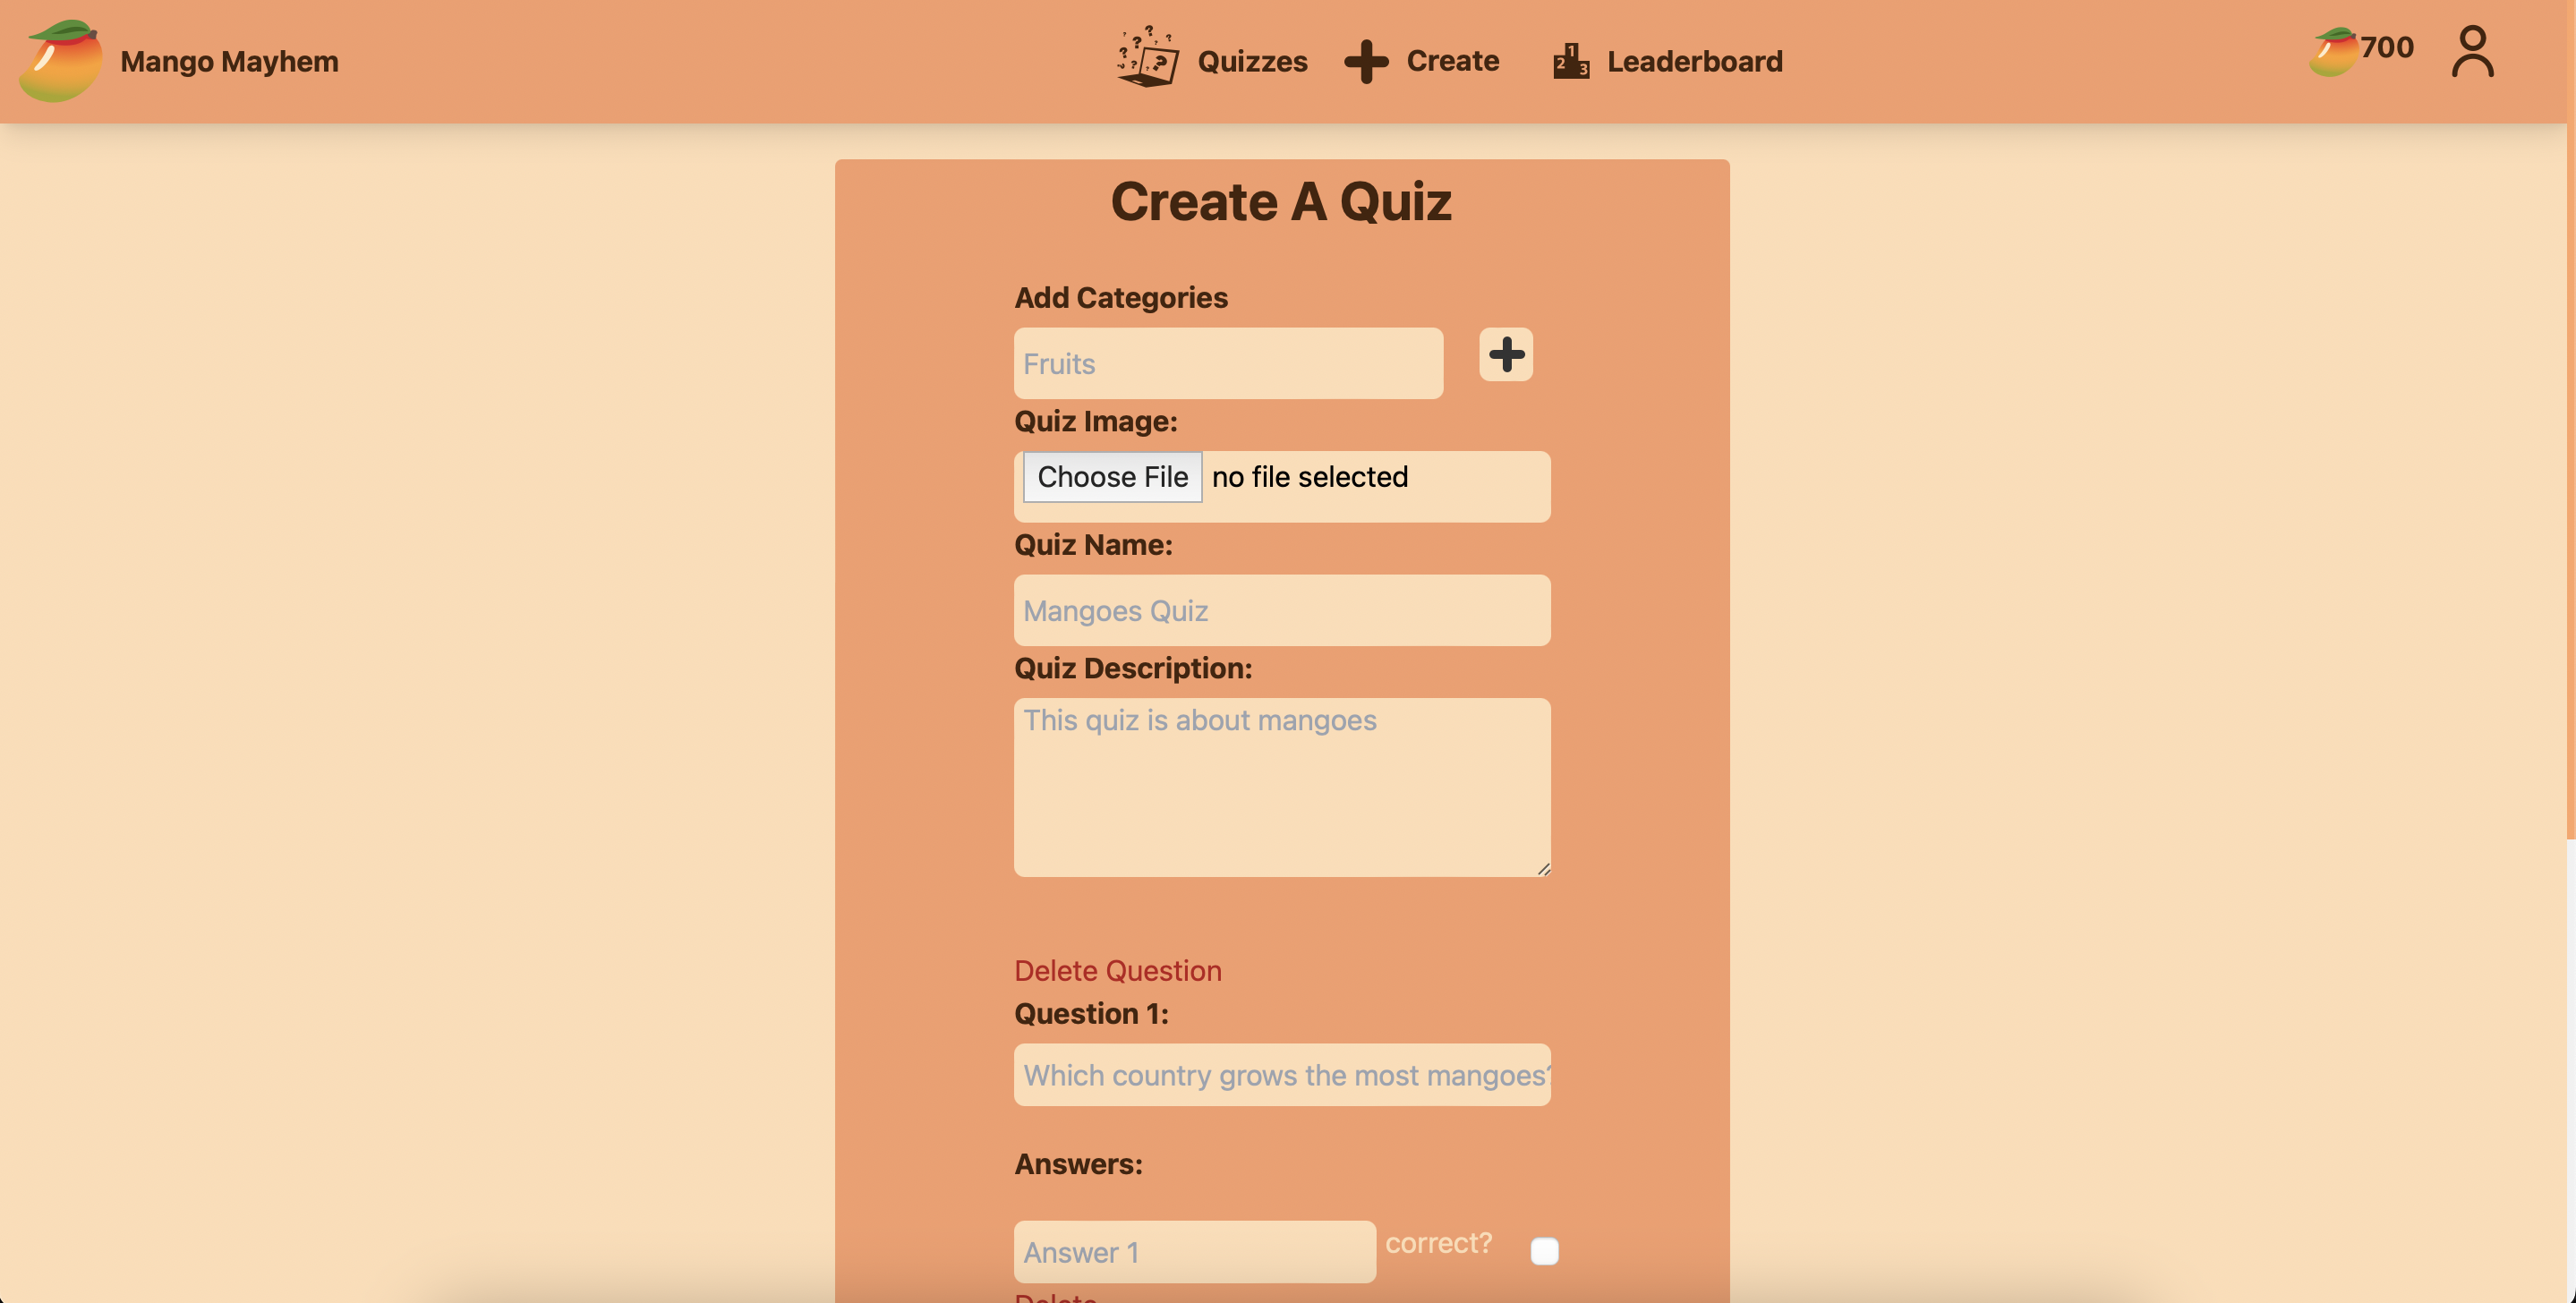 Mango Mayhem
Quizzes
Create
Leaderboard
700
Create A Quiz
Add Categories
Fruits
Quiz Image:
Choose File no file selected
Quiz Name:
Mangoes Quiz
Quiz Description:
This quiz is about mangoes
Delete Question
Question 1:
Which country grows the most mangoes?
Answers:
Answer 1 correct?
Delete